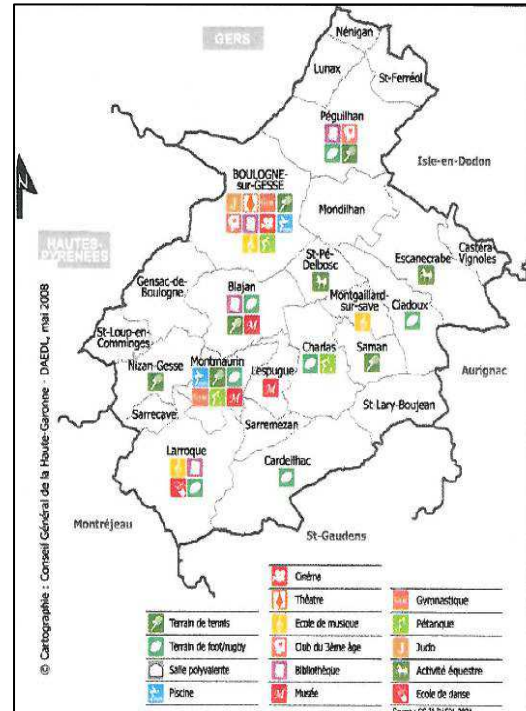 GERS
Nénigan
Lunax
St-Ferréol
Péguilhan
Isle-en-Dodon
BOULOGNE-
sur-GESSE
Mondilhan
HAUTES-
PYRENEES
St-Pé-
Delbosc
Escanecrabe
Castéra-
Vignoles
Gensac-de-
Boulogne
Blajan
Montgaillard-
sur-save
Ciadoux
St-Loup-en-
Comminges
Nizan-Gesse
Montmaurin
Lespugue
Charlas
Saman
Aurignac
Sarrecave
Sarremezan
St-Lary-Boujean
Larroque
Cardeilhac
Montréjeau
St-Gaudens
© Cartographie : Conseil Général de la Haute-Garonne - DAEDL, mai 2008
Cinéma
Théatre
Gymnastique
Terrain de tennis
Ecole de musique
Pétanque
Terrain de foot/rugby
Club du 3ème âge
Judo
Salle polyvalente
Bibliothèque
Activité équestre
Piscine
Musée
Ecole de danse